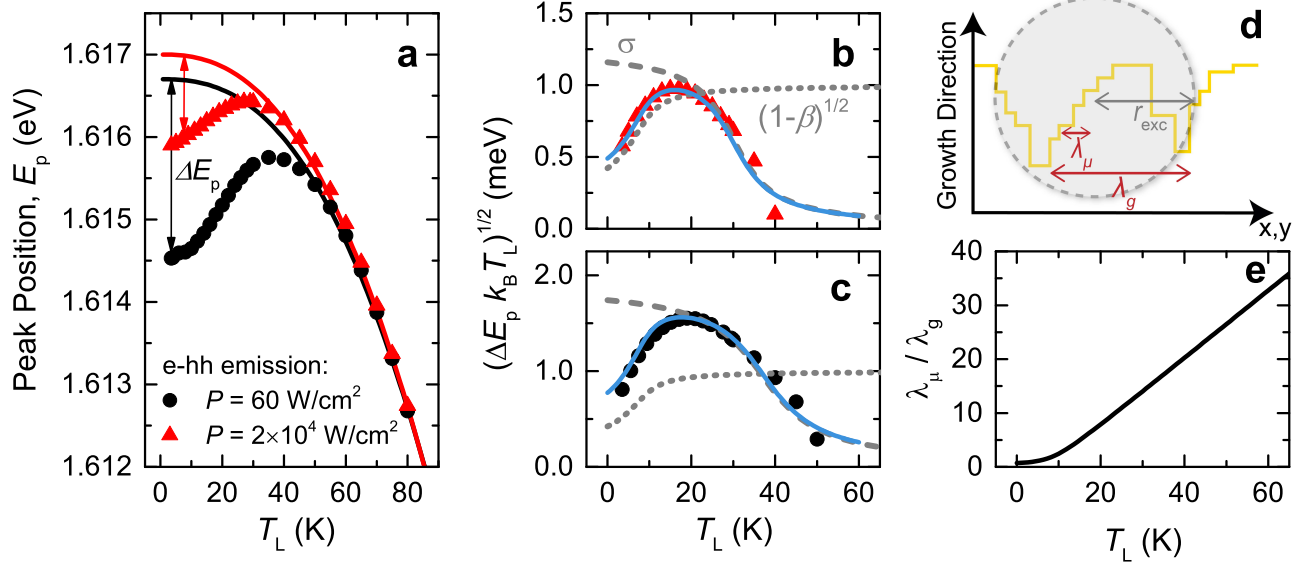 a
Peak Position, E_p (eV)
1.617
1.616
1.615
1.614
1.613
1.612
ΔE_p
e-hh emission:
P = 60 W/cm²
P = 2×10⁴ W/cm²
0 20 40 60 80
T_L (K)
b
(ΔE_p k_B T_L)^1/2 (meV)
1.5
1.0
0.5
0.0
σ
(1-β)^1/2
c
2.0
1.0
0.0
0 20 40 60
T_L (K)
d
Growth Direction
r_exc
λ_μ
λ_g
x,y
e
λ_μ / λ_g
40
30
20
10
0
0 20 40 60
T_L (K)